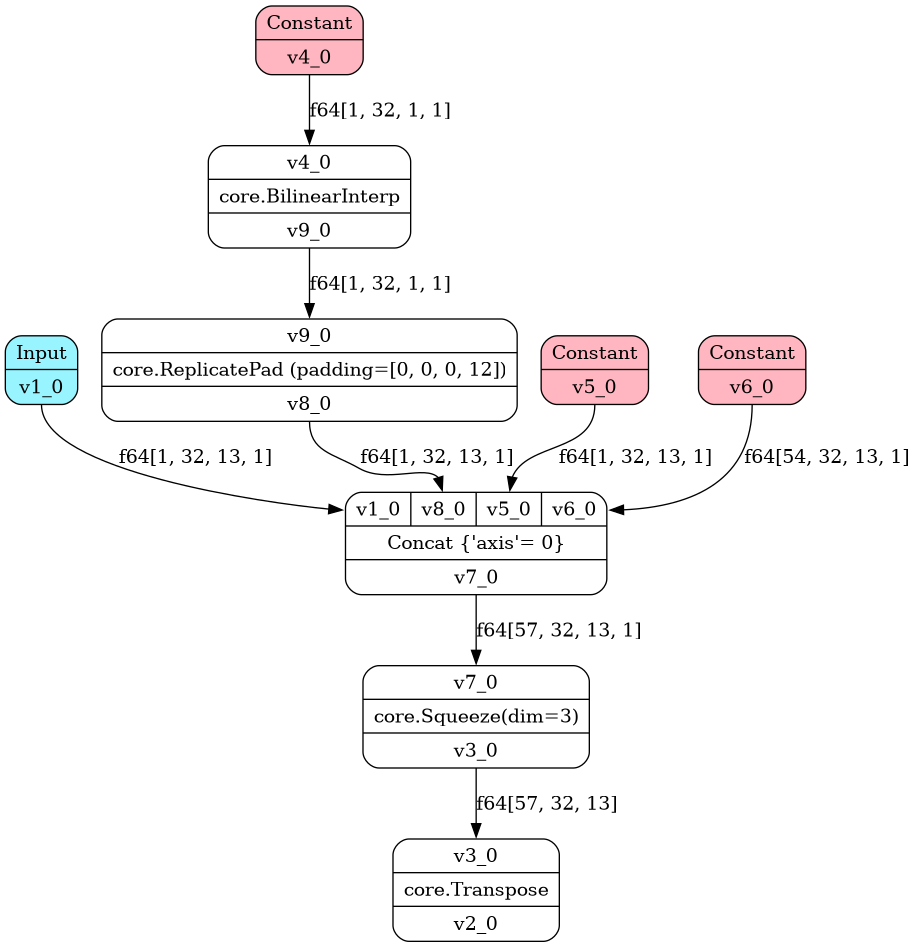 Constant
v4_0
f64[1, 32, 1, 1]
v4_0
core.BilinearInterp
v9_0
f64[1, 32, 1, 1]
Input
v1_0
v9_0
core.ReplicatePad (padding=[0, 0, 0, 12])
v8_0
Constant
v5_0
Constant
v6_0
f64[1, 32, 13, 1]
f64[1, 32, 13, 1]
f64[1, 32, 13, 1]
f64[54, 32, 13, 1]
v1_0 v8_0 v5_0 v6_0
Concat {'axis'= 0}
v7_0
f64[57, 32, 13, 1]
v7_0
core.Squeeze(dim=3)
v3_0
f64[57, 32, 13]
v3_0
core.Transpose
v2_0